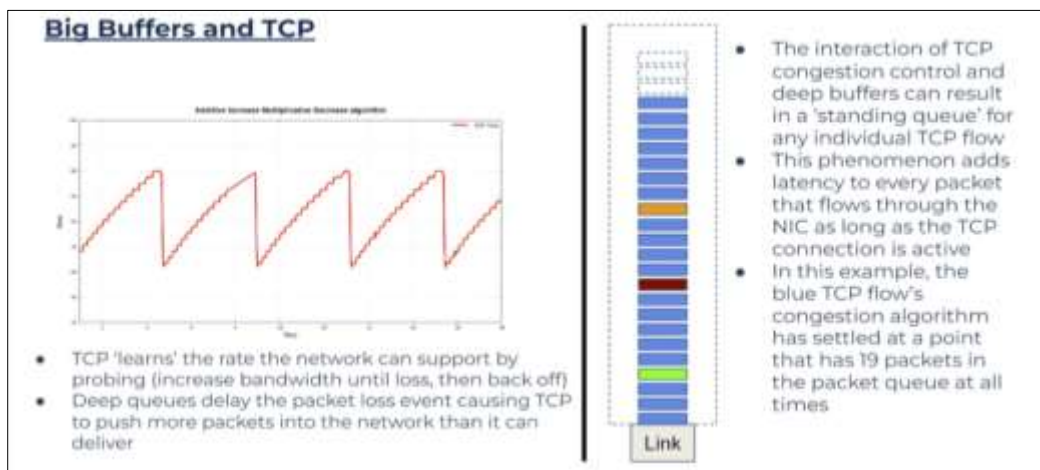 Big Buffers and TCP
Additive Increase Multiplicative Decrease algorithm
● TCP 'learns' the rate the network can support by
probing (increase bandwidth until loss, then back off)
● Deep queues delay the packet loss event causing TCP
to push more packets into the network than it can
deliver
Link
● The interaction of TCP
congestion control and
deep buffers can result
in a 'standing queue' for
any individual TCP flow
● This phenomenon adds
latency to every packet
that flows through the
NIC as long as the TCP
connection is active
● In this example, the
blue TCP flow's
congestion algorithm
has settled at a point
that has 19 packets in
the packet queue at all
times